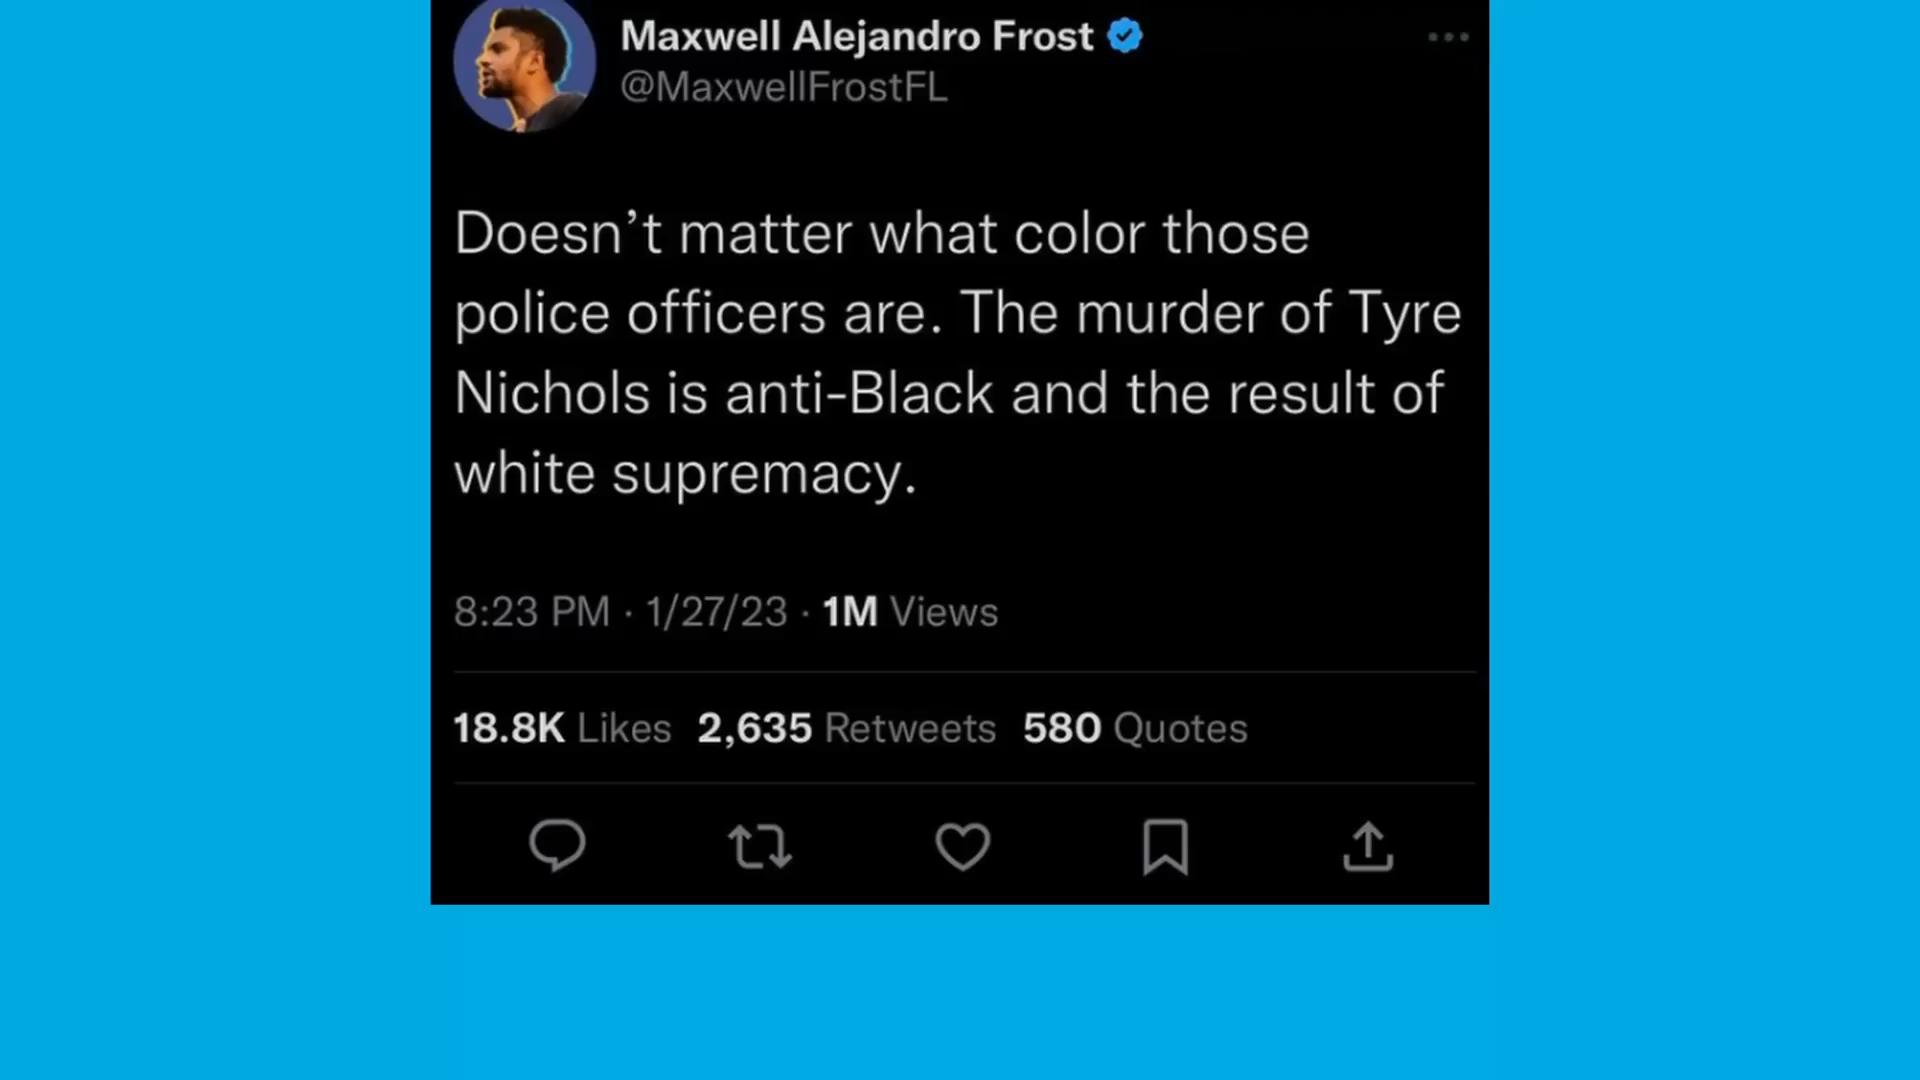 Maxwell Alejandro Frost
@MaxwellFrostFL
Doesn’t matter what color those
police officers are. The murder of Tyre
Nichols is anti-Black and the result of
white supremacy.
8:23 PM · 1/27/23 · 1M Views
18.8K Likes 2,635 Retweets 580 Quotes